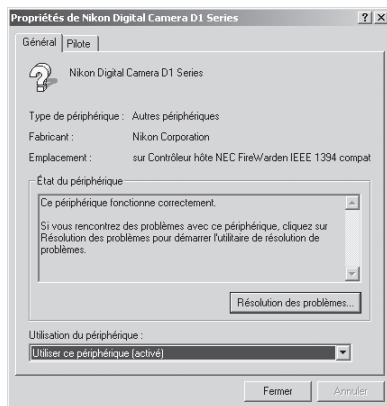 Propriétés de Nikon Digital Camera D1 Series
Général
Pilote
Nikon Digital Camera D1 Series
Type de périphérique : Autres périphériques
Fabricant : Nikon Corporation
Emplacement : sur Contrôleur hôte NEC FireWarden IEEE 1394 compat
État du périphérique
Ce périphérique fonctionne correctement.
Si vous rencontrez des problèmes avec ce périphérique, cliquez sur
Résolution des problèmes pour démarrer l'utilitaire de résolution de
problèmes.
Résolution des problèmes...
Utilisation du périphérique :
Utiliser ce périphérique (activé)
Fermer
Annuler